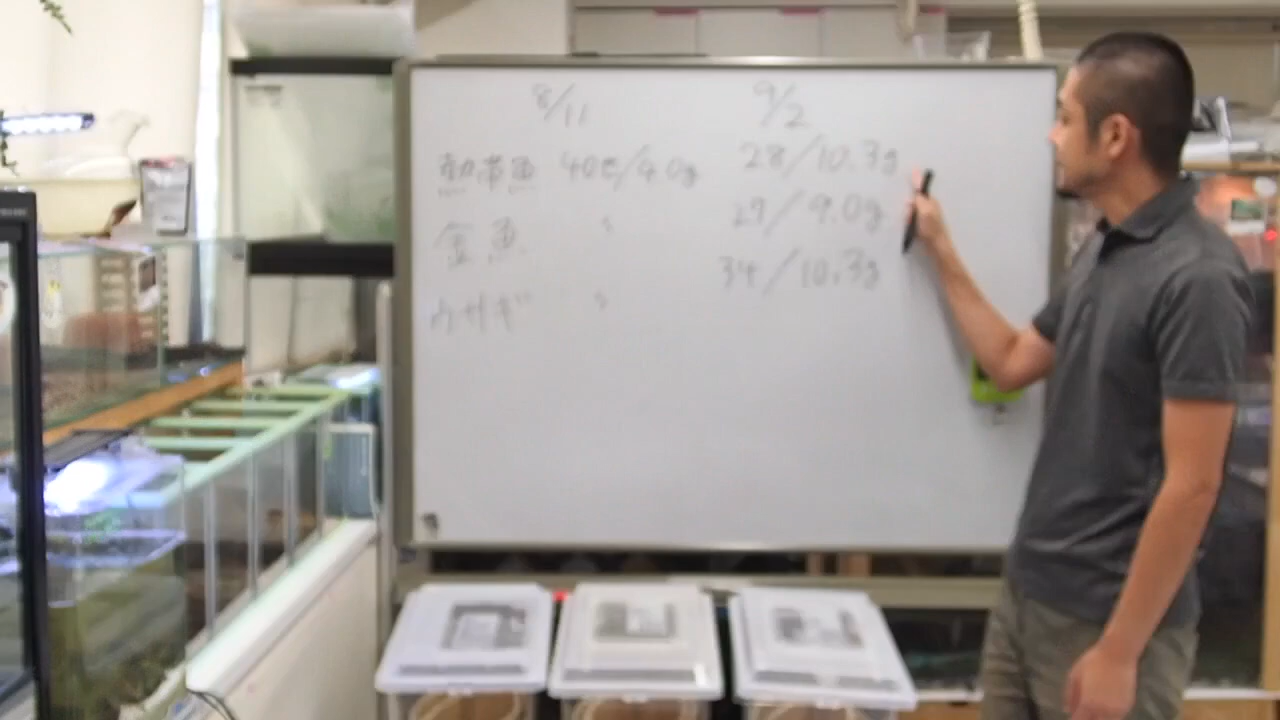 8/11 9/2
熱帯魚 40匹/4.0g 28/10.3g
金魚 〃 29/9.0g
ウサギ 〃 34/10.3g